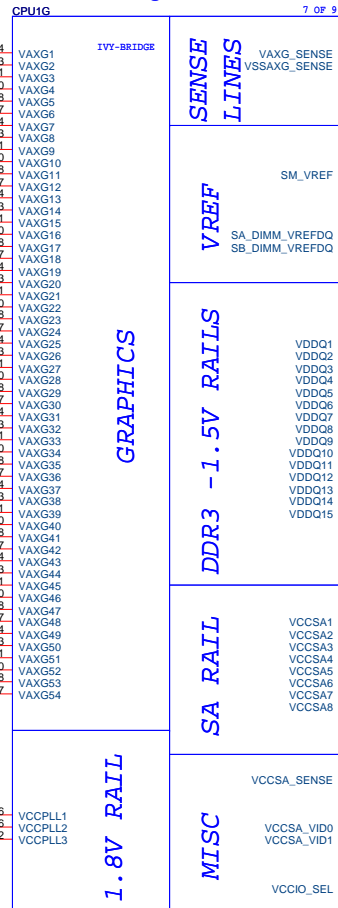 CPU1G
7 OF 9
IVY-BRIDGE
VAXG1
VAXG2
VAXG3
VAXG4
VAXG5
VAXG6
VAXG7
VAXG8
VAXG9
VAXG10
VAXG11
VAXG12
VAXG13
VAXG14
VAXG15
VAXG16
VAXG17
VAXG18
VAXG19
VAXG20
VAXG21
VAXG22
VAXG23
VAXG24
VAXG25
VAXG26
VAXG27
VAXG28
VAXG29
VAXG30
VAXG31
VAXG32
VAXG33
VAXG34
VAXG35
VAXG36
VAXG37
VAXG38
VAXG39
VAXG40
VAXG41
VAXG42
VAXG43
VAXG44
VAXG45
VAXG46
VAXG47
VAXG48
VAXG49
VAXG50
VAXG51
VAXG52
VAXG53
VAXG54
GRAPHICS
VCCPLL1
VCCPLL2
VCCPLL3
1.8V RAIL
SENSE
LINES
VAXG_SENSE
VSSAXG_SENSE
VREF
SM_VREF
SA_DIMM_VREFDQ
SB_DIMM_VREFDQ
DDR3 -1.5V RAILS
VDDQ1
VDDQ2
VDDQ3
VDDQ4
VDDQ5
VDDQ6
VDDQ7
VDDQ8
VDDQ9
VDDQ10
VDDQ11
VDDQ12
VDDQ13
VDDQ14
VDDQ15
SA RAIL
VCCSA1
VCCSA2
VCCSA3
VCCSA4
VCCSA5
VCCSA6
VCCSA7
VCCSA8
MISC
VCCSA_SENSE
VCCSA_VID0
VCCSA_VID1
VCCIO_SEL